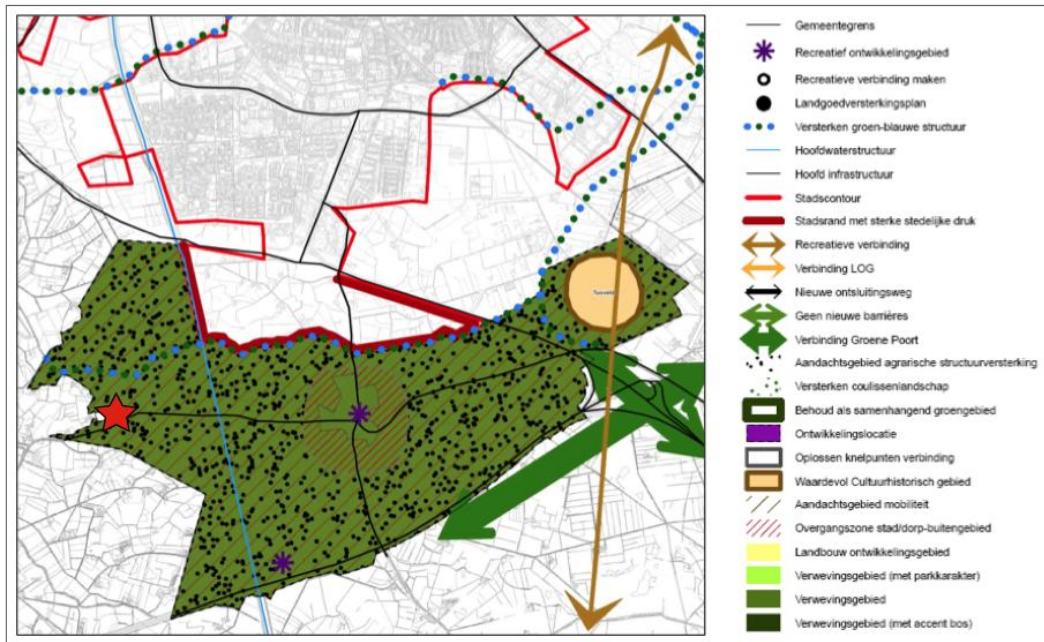 Gemeentegrens
Recreatief ontwikkelingsgebied
Recreatieve verbinding maken
Landgoedversterkingsplan
Versterken groen-blauwe structuur
Hoofdwaterstructuur
Hoofd infrastructuur
Stadscontour
Stadsrand met sterke stedelijke druk
Recreatieve verbinding
Verbinding LOG
Nieuwe ontsluitingsweg
Geen nieuwe barrières
Verbinding Groene Poort
Aandachtsgebied agrarische structuurversterking
Versterken coulissenlandschap
Behoud als samenhangend groengebied
Ontwikkelingslocatie
Oplossen knelpunten verbinding
Waardevol Cultuurhistorisch gebied
Aandachtsgebied mobiliteit
Overgangszone stad/dorp-buitengebied
Landbouw ontwikkelingsgebied
Verwevingsgebied (met parkkarakter)
Verwevingsgebied
Verwevingsgebied (met accent bos)